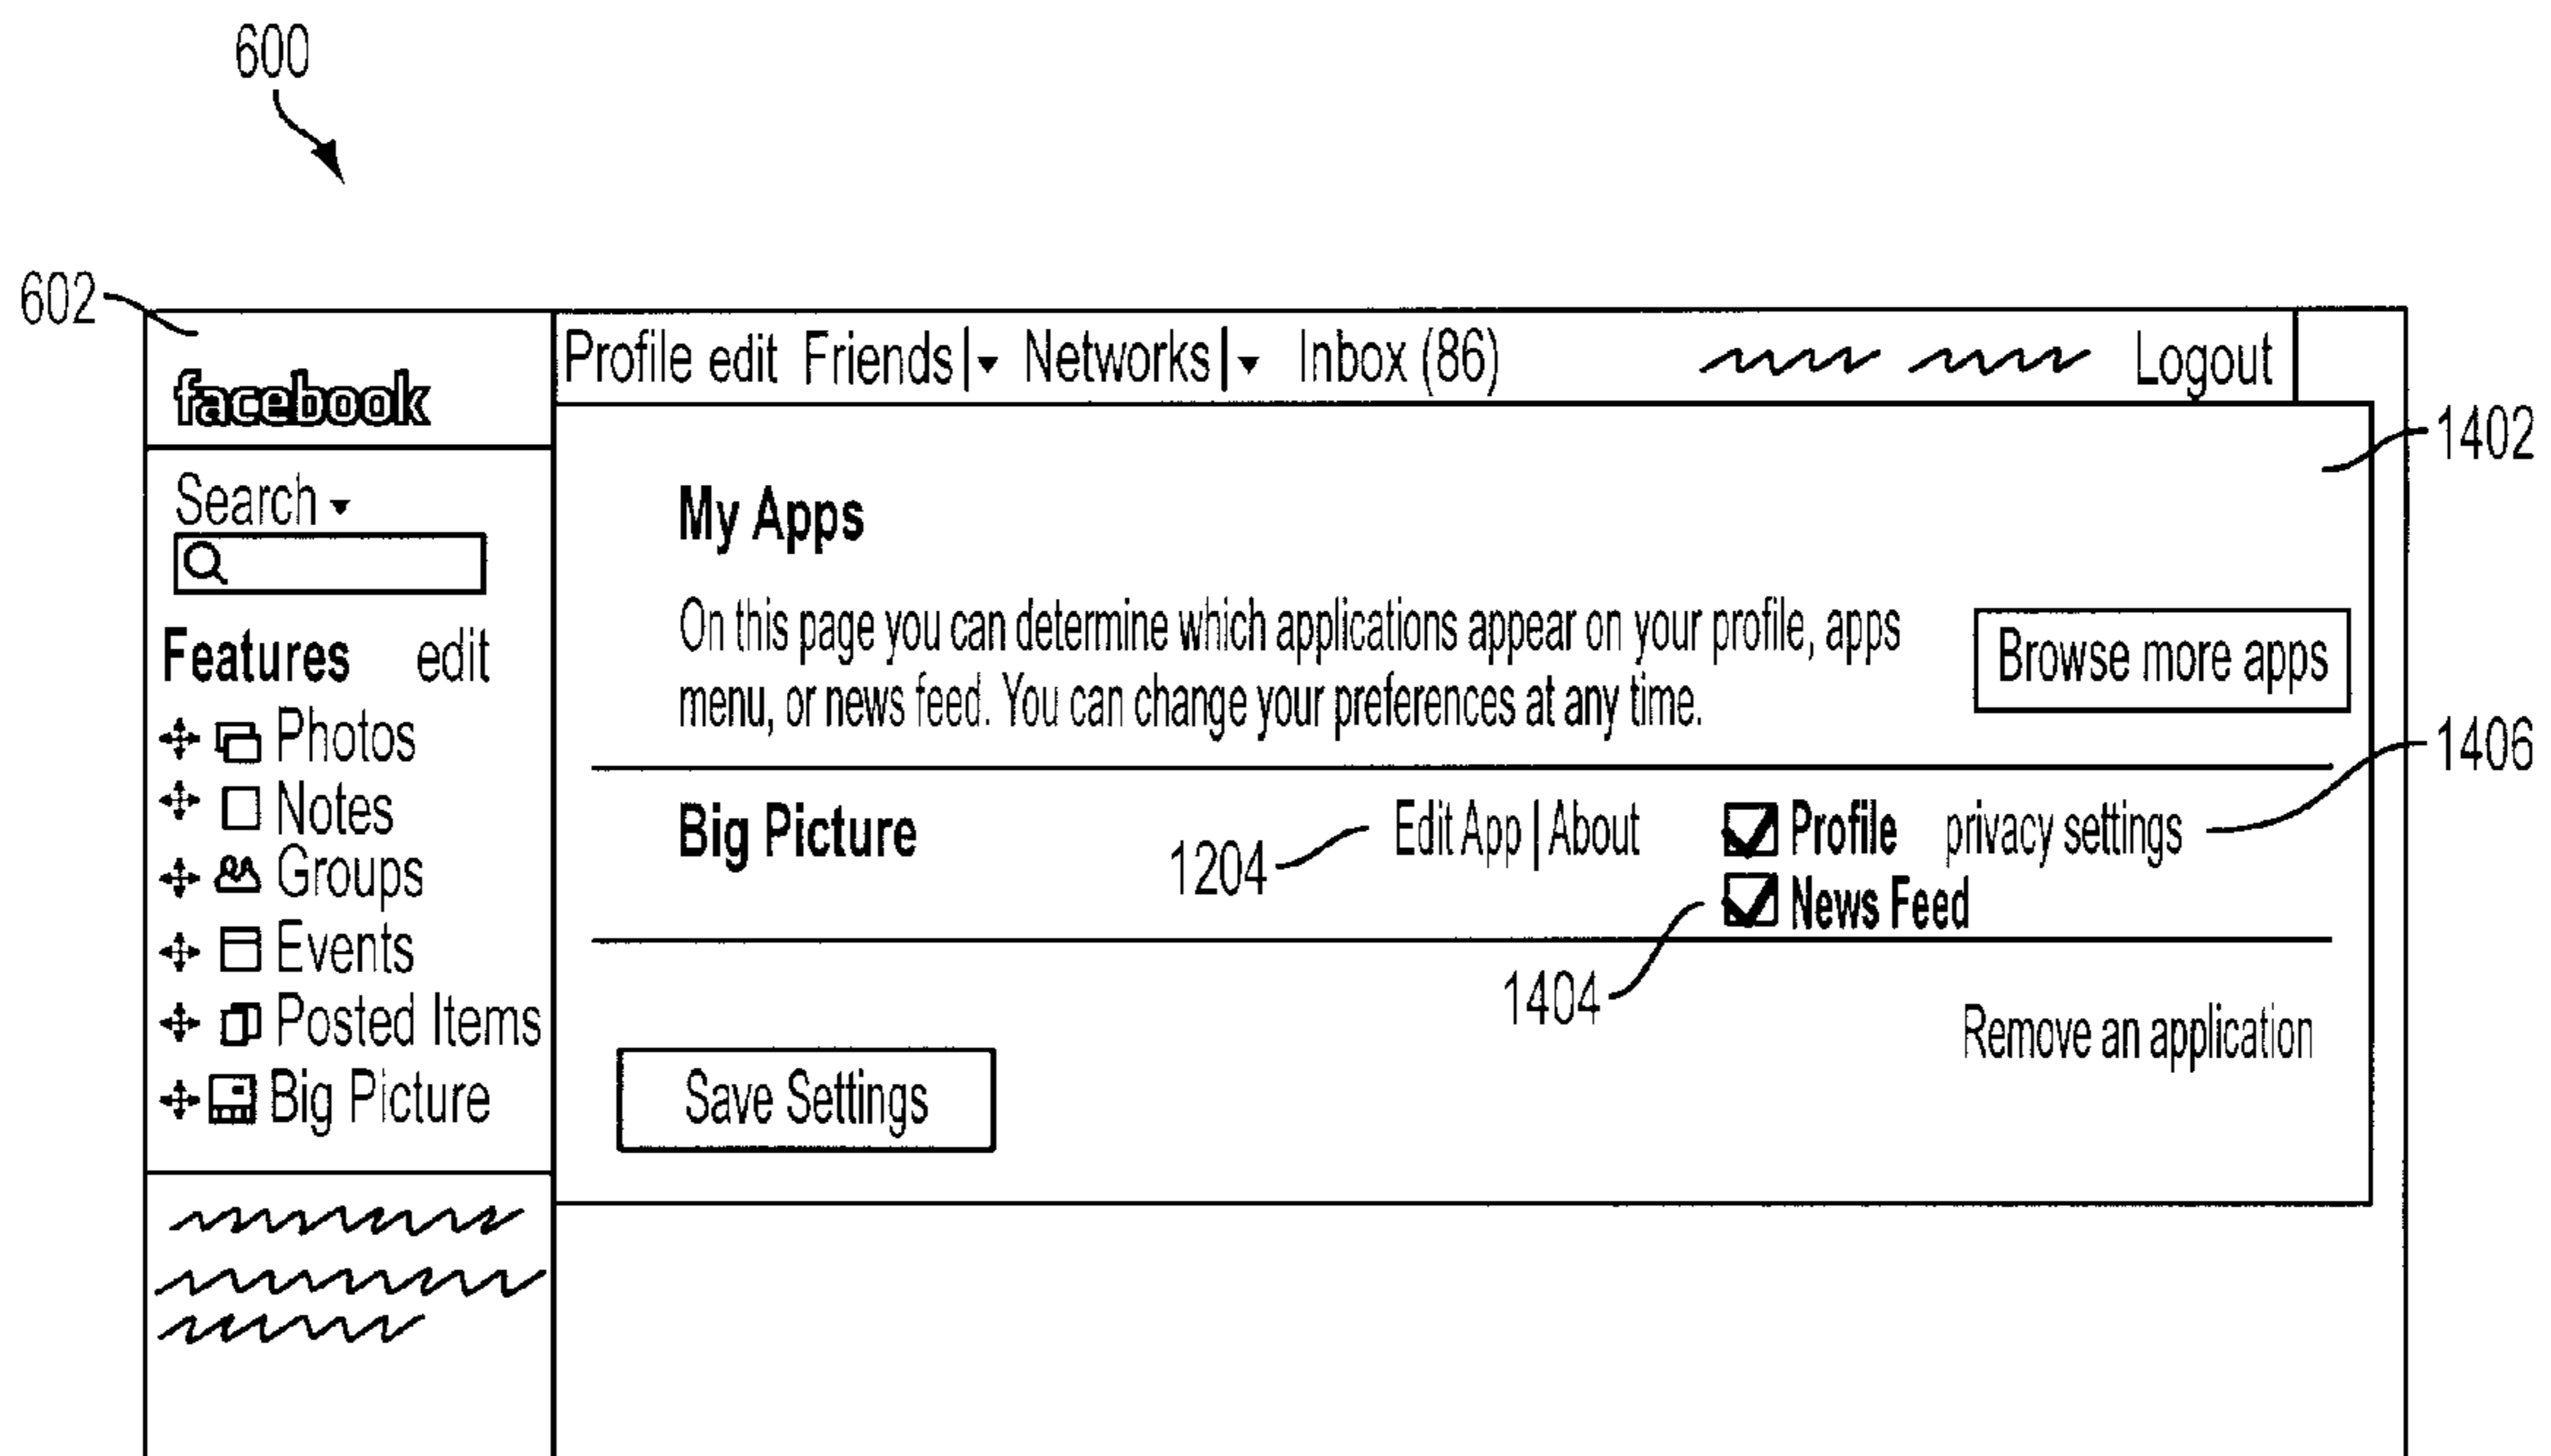 600
602
facebook
Profile edit Friends Networks Inbox (86) Logout
1402
Search
Features edit
Photos
Notes
Groups
Events
Posted Items
Big Picture
My Apps
On this page you can determine which applications appear on your profile, apps
menu, or news feed. You can change your preferences at any time.
Browse more apps
1406
Big Picture
1204
Edit App | About
Profile privacy settings
News Feed
1404
Remove an application
Save Settings